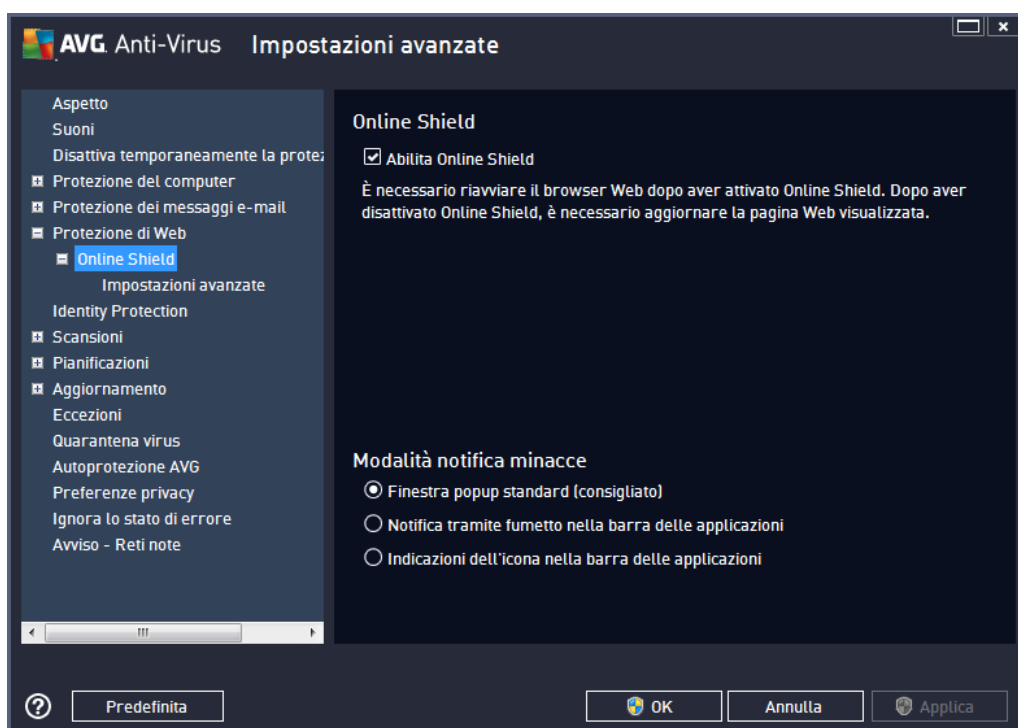 AVG. Anti-Virus Impostazioni avanzate
Aspetto
Suoni
Disattiva temporaneamente la protez
Protezione del computer
Protezione dei messaggi e-mail
Protezione di Web
Online Shield
Impostazioni avanzate
Identity Protection
Scansioni
Pianificazioni
Aggiornamento
Eccezioni
Quarantena virus
Autoprotezione AVG
Preferenze privacy
Ignora lo stato di errore
Avviso - Reti note
Online Shield
Abilita Online Shield
È necessario riavviare il browser Web dopo aver attivato Online Shield. Dopo aver
disattivato Online Shield, è necessario aggiornare la pagina Web visualizzata.
Modalità notifica minacce
Finestra popup standard (consigliato)
Notifica tramite fumetto nella barra delle applicazioni
Indicazioni dell'icona nella barra delle applicazioni
Predefinita
OK
Annulla
Applica